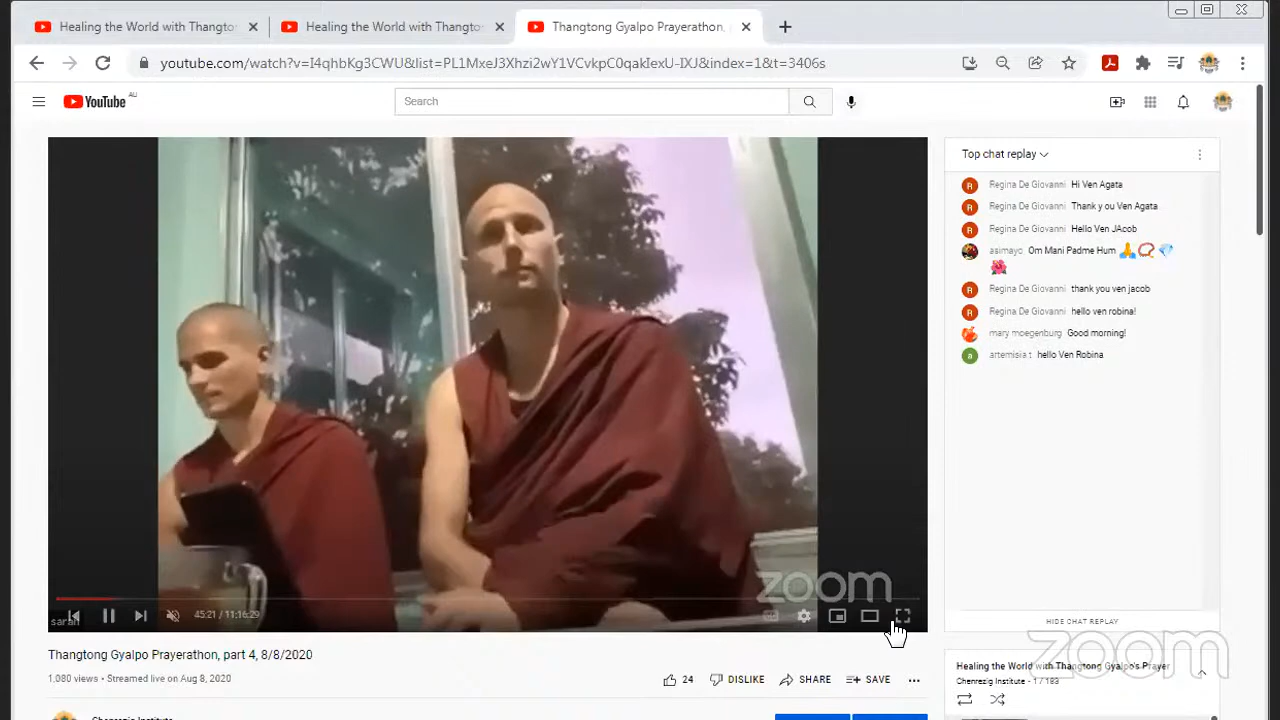 Healing the World with Thangto
Healing the World with Thangto
Thangtong Gyalpo Prayerathon,
youtube.com/watch?v=I4qhbKg3CWU&list=PL1MxeJ3Nhzi2wY1VCvkpC0qakIexU-IXJ&index=1&t=3406s
YouTube AU
Search
Top chat replay
Regina De Giovanni Hi Ven Agata
Regina De Giovanni Thank y ou Ven Agata
Regina De Giovanni Hello Ven JAcob
asimayo Om Mani Padme Hum
Regina De Giovanni thank you ven jacob
Regina De Giovanni hello ven robina!
mary moegenburg Good morning!
artemisia.t hello Ven Robina
zoom
45:21 / 11:16:29
sarah
HIDE CHAT REPLAY
zoom
Thangtong Gyalpo Prayerathon, part 4, 8/8/2020
1,080 views • Streamed live on Aug 8, 2020
24 DISLIKE SHARE SAVE
Healing the World with Thangtong Gyalpo's Prayer
Chenrezig Institute - 1 / 183
Chenrezig Institute